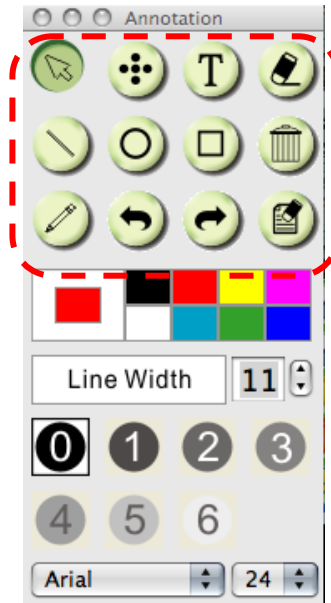 Annotation
T
Line Width 11
0 1 2 3
4 5 6
Arial 24